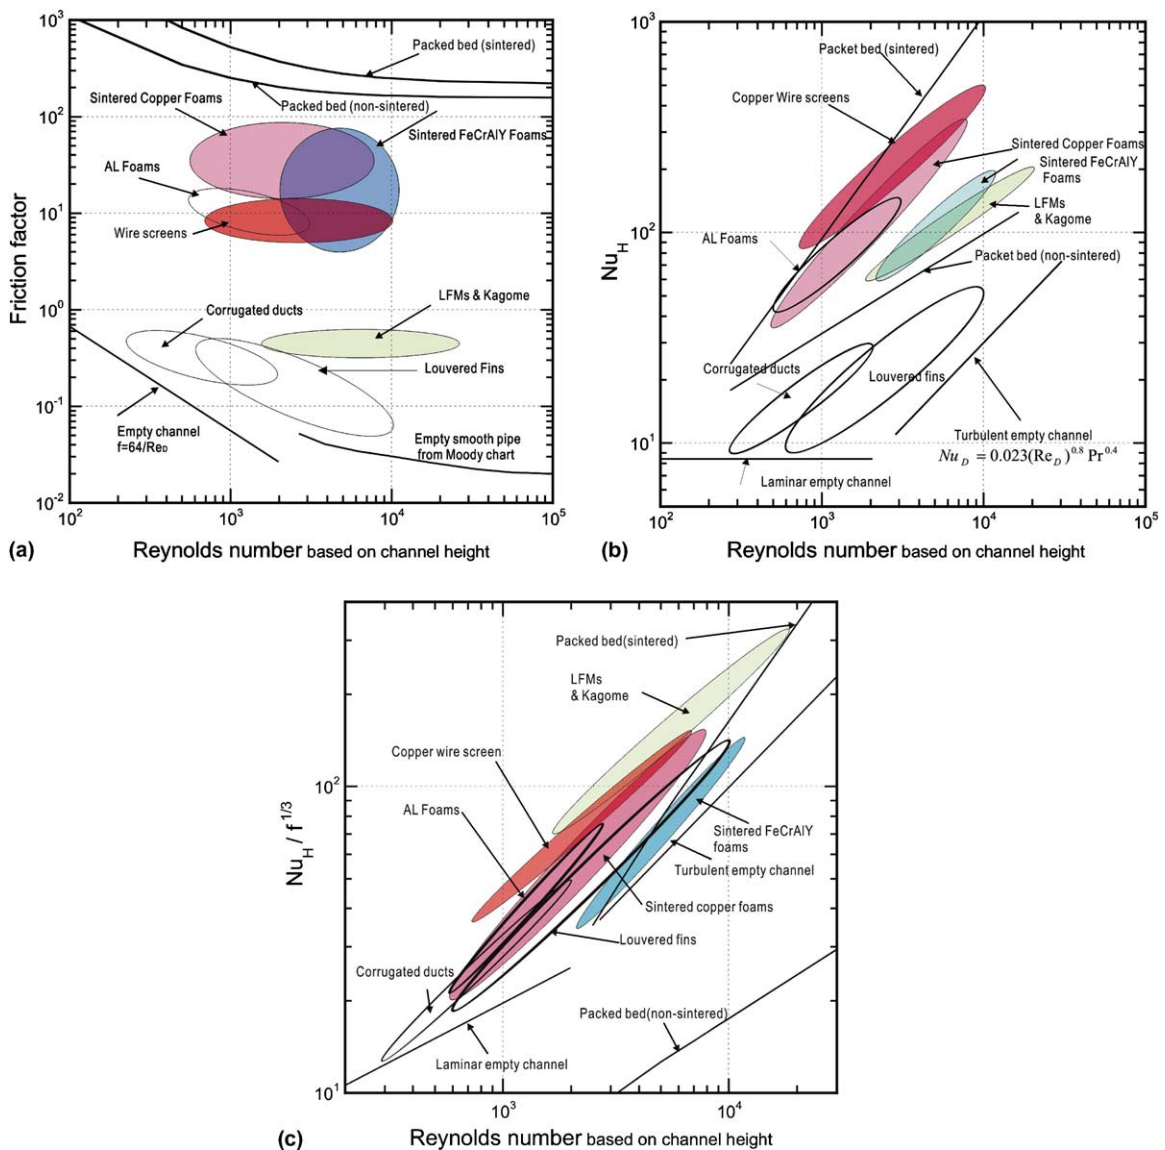 10³
10²
10¹
10⁰
10⁻¹
10⁻²
Friction factor
Packed bed (sintered)
Packed bed (non-sintered)
Sintered Copper Foams
Sintered FeCrAlY Foams
AL Foams
Wire screens
LFMs & Kagome
Corrugated ducts
Louvered Fins
Empty channel
f=64/Re_D
Empty smooth pipe
from Moody chart
10² 10³ 10⁴ 10⁵
(a) Reynolds number based on channel height
10³
10²
10¹
Nu_H
Packet bed (sintered)
Copper Wire screens
Sintered Copper Foams
Sintered FeCrAlY
Foams
LFMs
& Kagome
AL Foams
Packet bed (non-sintered)
Corrugated ducts
Louvered fins
Turbulent empty channel
Nu_D = 0.023(Re_D)^0.8 Pr^0.4
Laminar empty channel
10² 10³ 10⁴ 10⁵
(b) Reynolds number based on channel height
10²
10¹
Nu_H / f^1/3
Packed bed(sintered)
LFMs
& Kagome
Copper wire screen
AL Foams
Sintered FeCrAlY
foams
Turbulent empty channel
Sintered copper foams
Louvered fins
Corrugated ducts
Packed bed(non-sintered)
Laminar empty channel
10³ 10⁴
(c) Reynolds number based on channel height